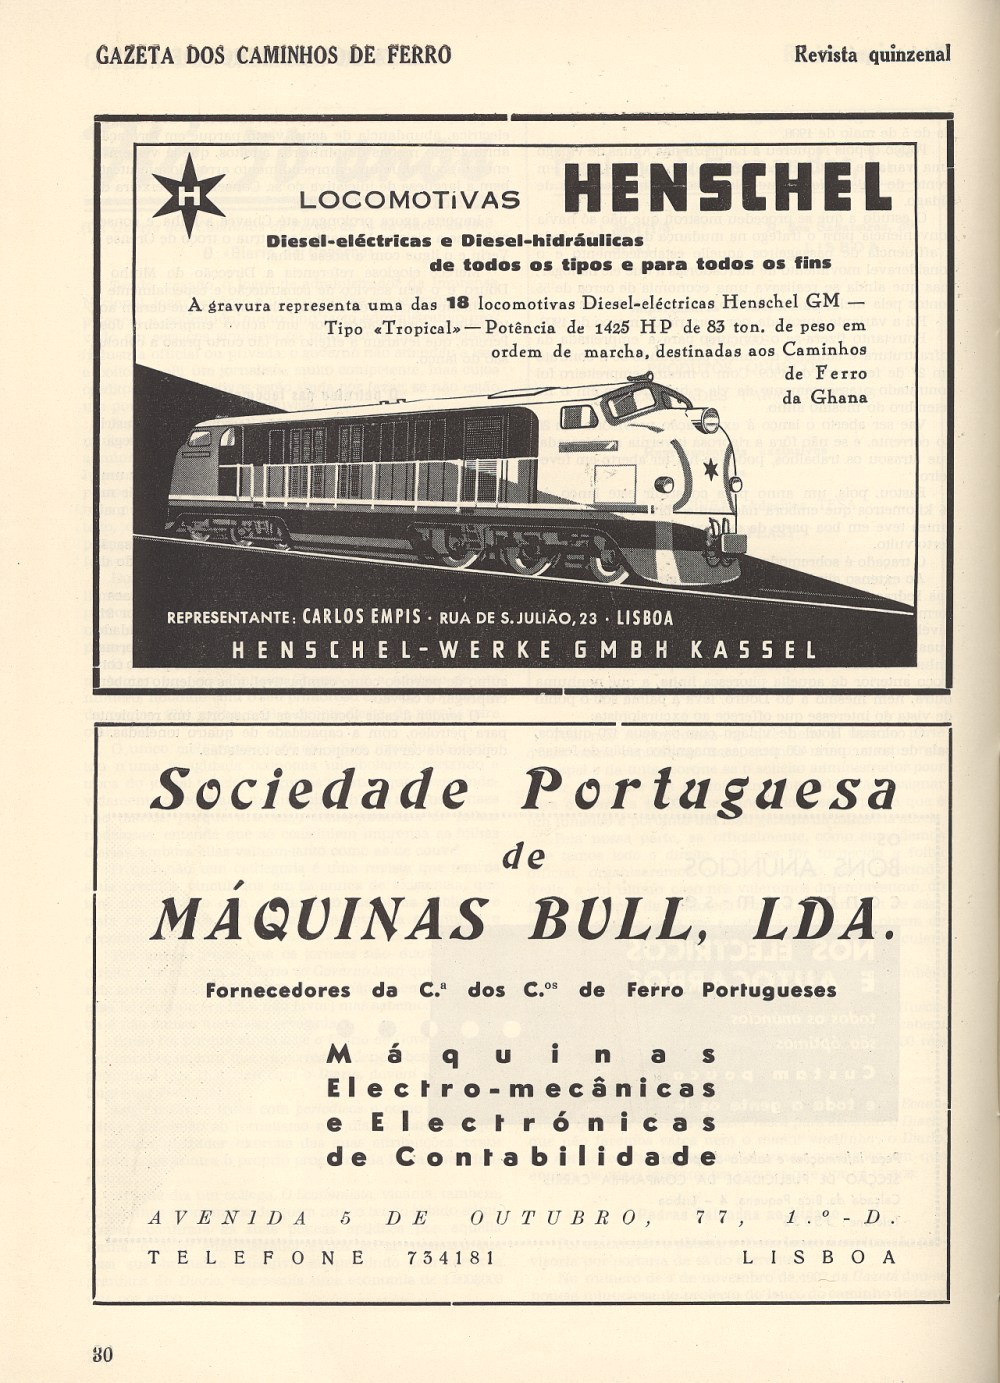 GAZETA DOS CAMINHOS DE FERRO
Revista quinzenal
H
LOCOMOTiVAS HENSCHEL
Diesel-eléctricas e Diesel-hidráulicas
de todos os tipos e para todos os fins
A gravura representa uma das 18 locomotivas Diesel-eléctricas Henschel GM —
Tipo «Tropical» — Potência de 1425 HP de 83 ton. de peso em
ordem de marcha, destinadas aos Caminhos
de Ferro
da Ghana
REPRESENTANTE: CARLOS EMPIS · RUA DE S. JULIÃO, 23 · LISBOA
HENSCHEL-WERKE GMBH KASSEL
Sociedade Portuguesa
de
MÁQUINAS BULL, LDA.
Fornecedores da C.ª dos C.ºˢ de Ferro Portugueses
Máquinas
Electro-mecânicas
e Electrónicas
de Contabilidade
AVENIDA 5 DE OUTUBRO, 77, 1.º-D.
TELEFONE 734181 LISBOA
30